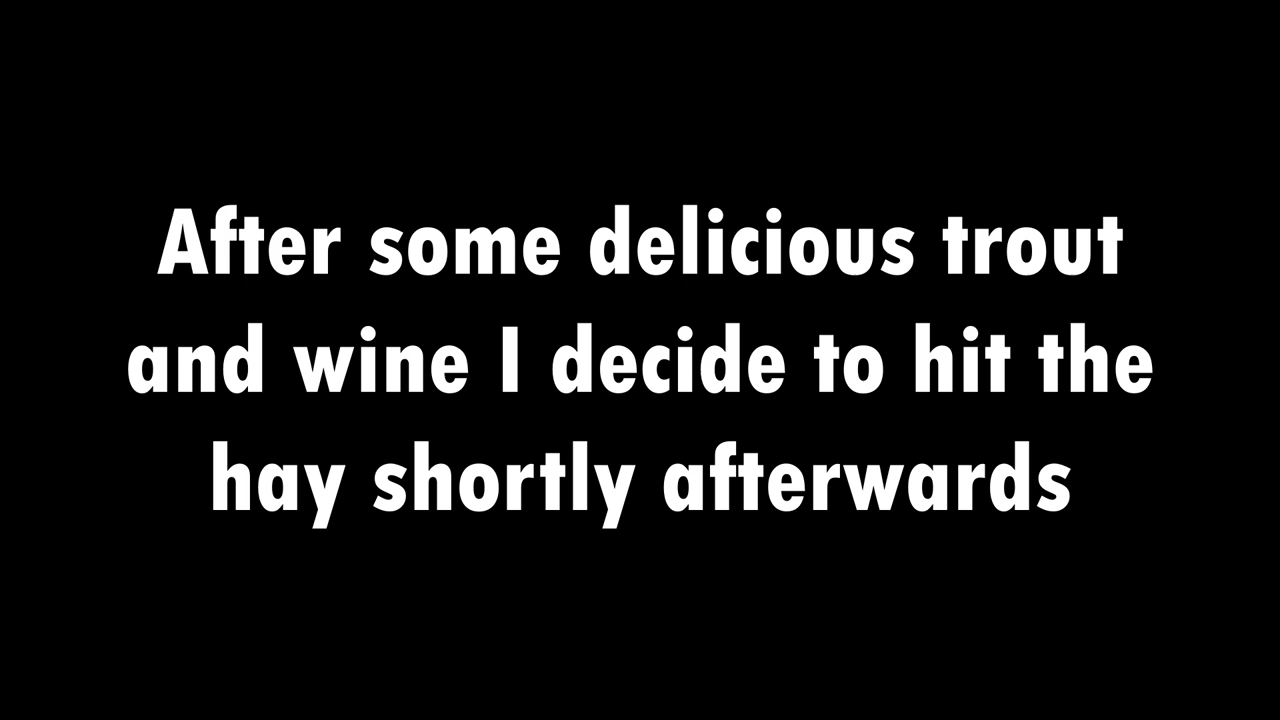 After some delicious trout
and wine I decide to hit the
hay shortly afterwards